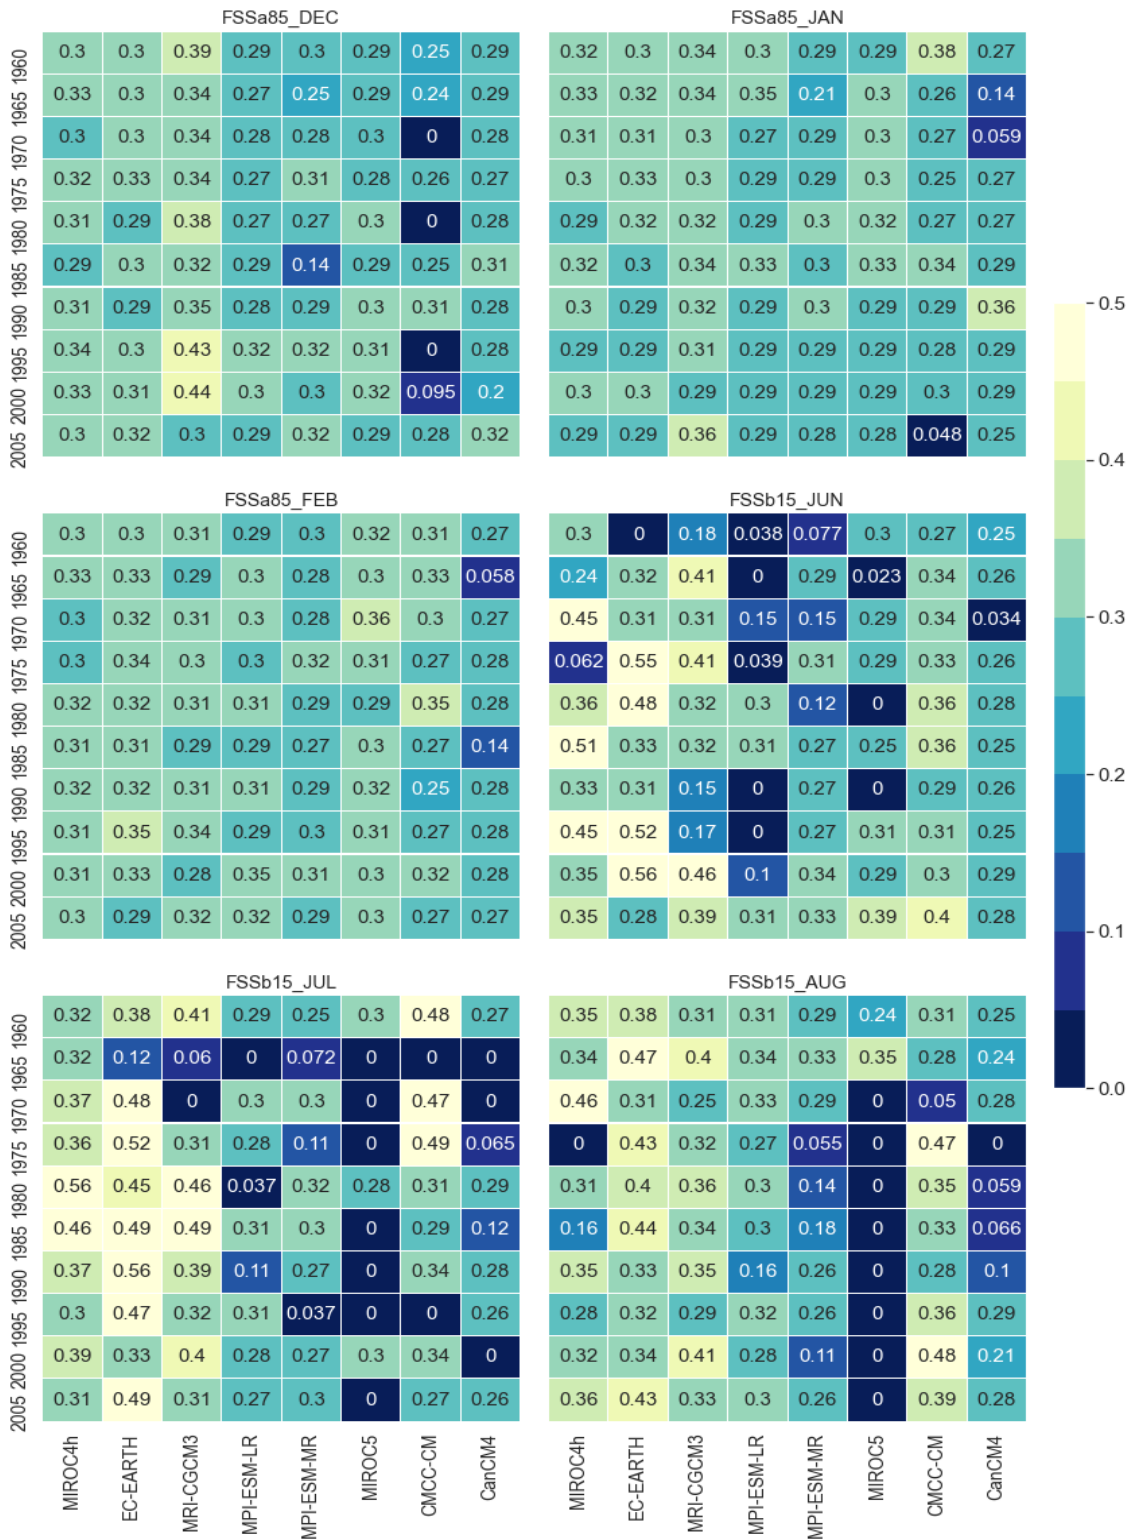 FSSa85_DEC
1960 0.3 0.3 0.39 0.29 0.3 0.29 0.25 0.29
1965 0.33 0.3 0.34 0.27 0.25 0.29 0.24 0.29
1970 0.3 0.3 0.34 0.28 0.28 0.3 0 0.28
1975 0.32 0.33 0.34 0.27 0.31 0.28 0.26 0.27
1980 0.31 0.29 0.38 0.27 0.27 0.3 0 0.28
1985 0.29 0.3 0.32 0.29 0.14 0.29 0.25 0.31
1990 0.31 0.29 0.35 0.28 0.29 0.3 0.31 0.28
1995 0.34 0.3 0.43 0.32 0.32 0.31 0 0.28
2000 0.33 0.31 0.44 0.3 0.3 0.32 0.095 0.2
2005 0.3 0.32 0.3 0.29 0.32 0.29 0.28 0.32
FSSa85_JAN
0.32 0.3 0.34 0.3 0.29 0.29 0.38 0.27
0.33 0.32 0.34 0.35 0.21 0.3 0.26 0.14
0.31 0.31 0.3 0.27 0.29 0.3 0.27 0.059
0.3 0.33 0.3 0.29 0.29 0.3 0.25 0.27
0.29 0.32 0.32 0.29 0.3 0.32 0.27 0.27
0.32 0.3 0.34 0.33 0.3 0.33 0.34 0.29
0.3 0.29 0.32 0.29 0.3 0.29 0.29 0.36
0.29 0.29 0.31 0.29 0.29 0.29 0.28 0.29
0.3 0.3 0.29 0.29 0.29 0.29 0.3 0.29
0.29 0.29 0.36 0.29 0.28 0.28 0.048 0.25
FSSa85_FEB
1960 0.3 0.3 0.31 0.29 0.3 0.32 0.31 0.27
1965 0.33 0.33 0.29 0.3 0.28 0.3 0.33 0.058
1970 0.3 0.32 0.31 0.3 0.28 0.36 0.3 0.27
1975 0.3 0.34 0.3 0.3 0.32 0.31 0.27 0.28
1980 0.32 0.32 0.31 0.31 0.29 0.29 0.35 0.28
1985 0.31 0.31 0.29 0.29 0.27 0.3 0.27 0.14
1990 0.32 0.32 0.31 0.31 0.29 0.32 0.25 0.28
1995 0.31 0.35 0.34 0.29 0.3 0.31 0.27 0.28
2000 0.31 0.33 0.28 0.35 0.31 0.3 0.32 0.28
2005 0.3 0.29 0.32 0.32 0.29 0.3 0.27 0.27
FSSb15_JUN
0.3 0 0.18 0.038 0.077 0.3 0.27 0.25
0.24 0.32 0.41 0 0.29 0.023 0.34 0.26
0.45 0.31 0.31 0.15 0.15 0.29 0.34 0.034
0.062 0.55 0.41 0.039 0.31 0.29 0.33 0.26
0.36 0.48 0.32 0.3 0.12 0 0.36 0.28
0.51 0.33 0.32 0.31 0.27 0.25 0.36 0.25
0.33 0.31 0.15 0 0.27 0 0.29 0.26
0.45 0.52 0.17 0 0.27 0.31 0.31 0.25
0.35 0.56 0.46 0.1 0.34 0.29 0.3 0.29
0.35 0.28 0.39 0.31 0.33 0.39 0.4 0.28
FSSb15_JUL
1960 0.32 0.38 0.41 0.29 0.25 0.3 0.48 0.27
1965 0.32 0.12 0.06 0 0.072 0 0 0
1970 0.37 0.48 0 0.3 0.3 0 0.47 0
1975 0.36 0.52 0.31 0.28 0.11 0 0.49 0.065
1980 0.56 0.45 0.46 0.037 0.32 0.28 0.31 0.29
1985 0.46 0.49 0.49 0.31 0.3 0 0.29 0.12
1990 0.37 0.56 0.39 0.11 0.27 0 0.34 0.28
1995 0.3 0.47 0.32 0.31 0.037 0 0 0.26
2000 0.39 0.33 0.4 0.28 0.27 0.3 0.34 0
2005 0.31 0.49 0.31 0.27 0.3 0 0.27 0.26
MIROC4h EC-EARTH MRI-CGCM3 MPI-ESM-LR MPI-ESM-MR MIROC5 CMCC-CM CanCM4
FSSb15_AUG
0.35 0.38 0.31 0.31 0.29 0.24 0.31 0.25
0.34 0.47 0.4 0.34 0.33 0.35 0.28 0.24
0.46 0.31 0.25 0.33 0.29 0 0.05 0.28
0 0.43 0.32 0.27 0.055 0 0.47 0
0.31 0.4 0.36 0.3 0.14 0 0.35 0.059
0.16 0.44 0.34 0.3 0.18 0 0.33 0.066
0.35 0.33 0.35 0.16 0.26 0 0.28 0.1
0.28 0.32 0.29 0.32 0.26 0 0.36 0.29
0.32 0.34 0.41 0.28 0.11 0 0.48 0.21
0.36 0.43 0.33 0.3 0.26 0 0.39 0.28
MIROC4h EC-EARTH MRI-CGCM3 MPI-ESM-LR MPI-ESM-MR MIROC5 CMCC-CM CanCM4
0.5
0.4
0.3
0.2
0.1
0.0